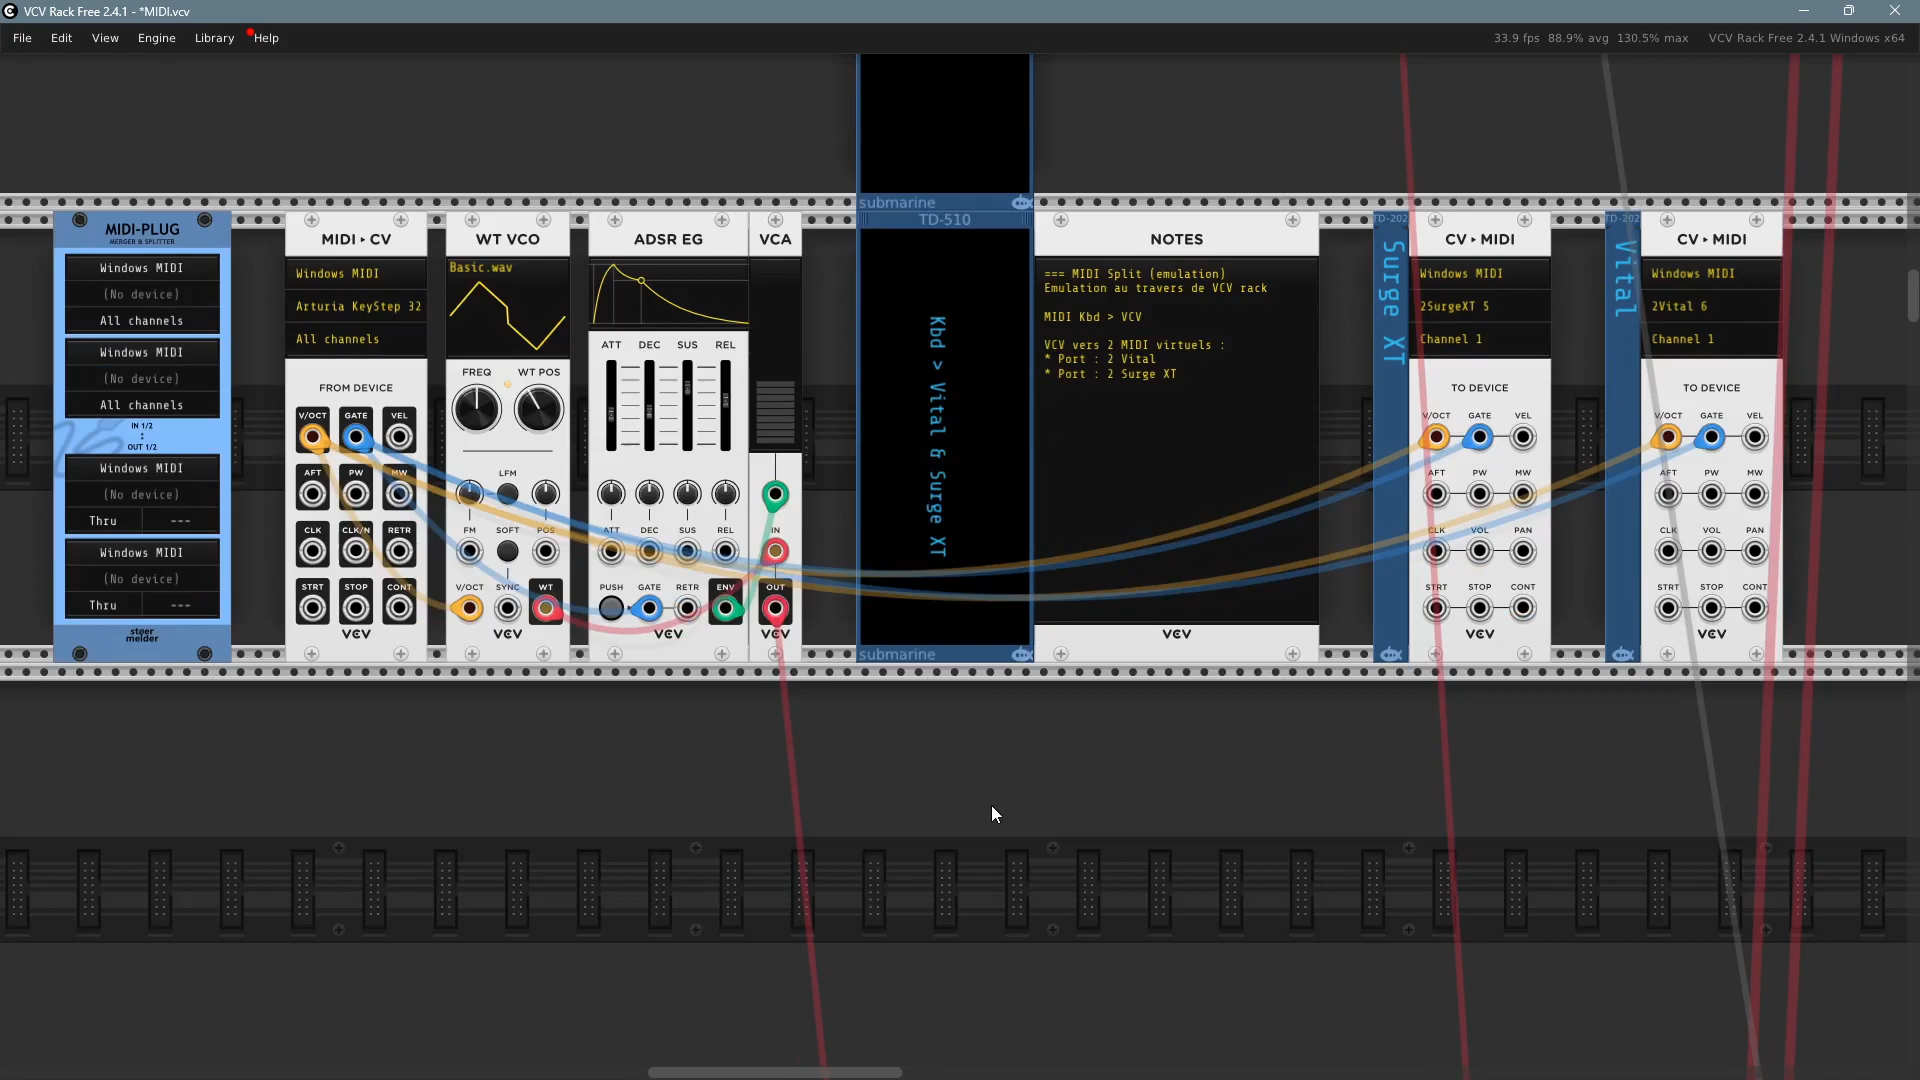 VCV Rack Free 2.4.1 - *MIDI.vcv
File Edit View Engine Library Help
33.9 fps 88.9% avg 130.5% max VCV Rack Free 2.4.1 Windows x64
MIDI-PLUG
MERGER & SPLITTER
Windows MIDI
(No device)
All channels
Windows MIDI
(No device)
All channels
IN 1/2
:
OUT 1/2
Windows MIDI
(No device)
Thru ---
Windows MIDI
(No device)
Thru ---
stoer
melder
MIDI ▸ CV
Windows MIDI
Arturia KeyStep 32
All channels
FROM DEVICE
V/OCT GATE VEL
AFT PW MW
CLK CLK/N RETR
STRT STOP CONT
VCV
WT VCO
Basic.wav
FREQ WT POS
LFM
FM SOFT POS
V/OCT SYNC WT
VCV
ADSR EG
ATT DEC SUS REL
ATT DEC SUS REL
PUSH GATE RETR ENV
VCV
VCA
IN
OUT
VCV
submarine
TD-510
Kbd > Vital & Surge XT
submarine
NOTES
=== MIDI Split (emulation)
Emulation au travers de VCV rack
MIDI Kbd > VCV
VCV vers 2 MIDI virtuels :
* Port : 2 Vital
* Port : 2 Surge XT
VCV
TD-202
Surge XT
CV ▸ MIDI
Windows MIDI
2SurgeXT 5
Channel 1
TO DEVICE
V/OCT GATE VEL
AFT PW MW
CLK VOL PAN
STRT STOP CONT
VCV
TD-202
Vital
CV ▸ MIDI
Windows MIDI
2Vital 6
Channel 1
TO DEVICE
V/OCT GATE VEL
AFT PW MW
CLK VOL PAN
STRT STOP CONT
VCV